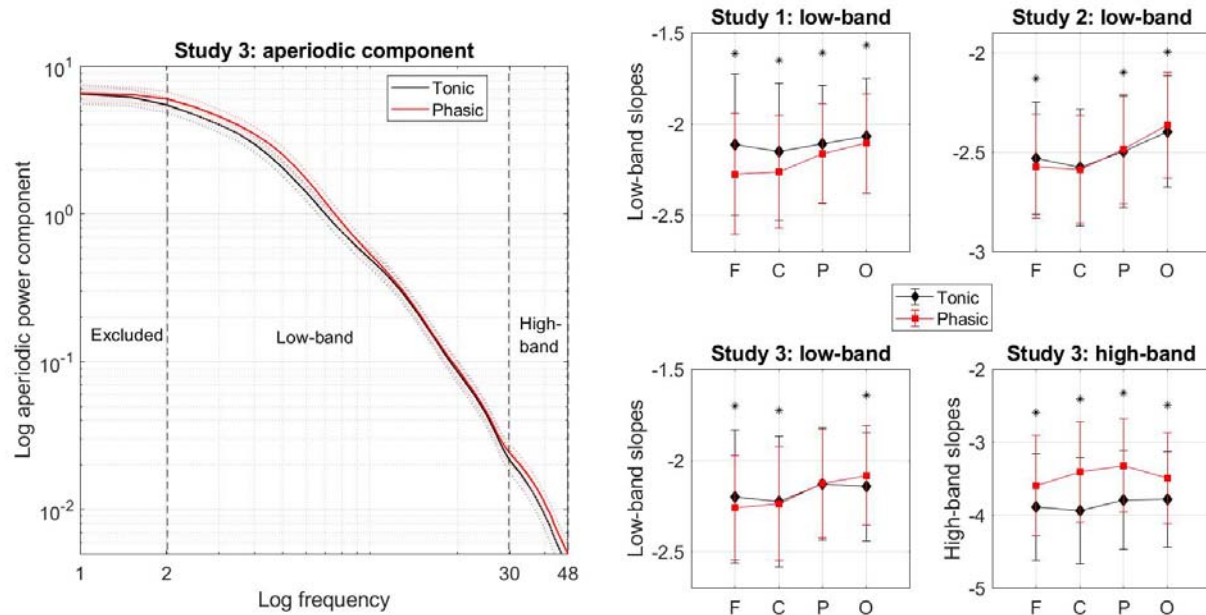 Study 3: aperiodic component
Log aperiodic power component
10^1
10^0
10^-1
10^-2
Tonic
Phasic
Excluded
Low-band
High-
band
1
2
30
48
Log frequency
Study 1: low-band
Low-band slopes
-1.5
*
*
*
*
-2
-2.5
F
C
P
O
Study 2: low-band
-2
*
*
*
-2.5
-3
F
C
P
O
Tonic
Phasic
Study 3: low-band
Low-band slopes
-1.5
*
*
*
-2
-2.5
F
C
P
O
Study 3: high-band
High-band slopes
-2
*
*
*
*
-3
-4
-5
F
C
P
O